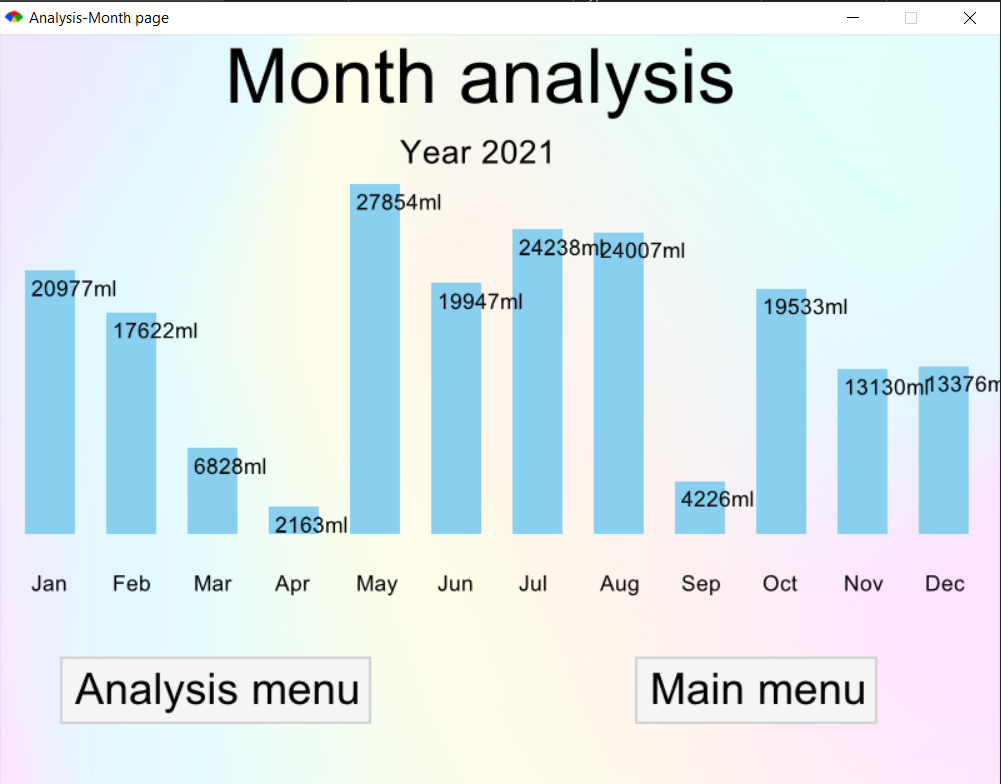 Analysis-Month page
Month analysis
Year 2021
20977ml 17622ml 6828ml 2163ml 27854ml 19947ml 24238ml 24007ml 4226ml 19533ml 13130ml 13376m
Jan Feb Mar Apr May Jun Jul Aug Sep Oct Nov Dec
Analysis menu Main menu